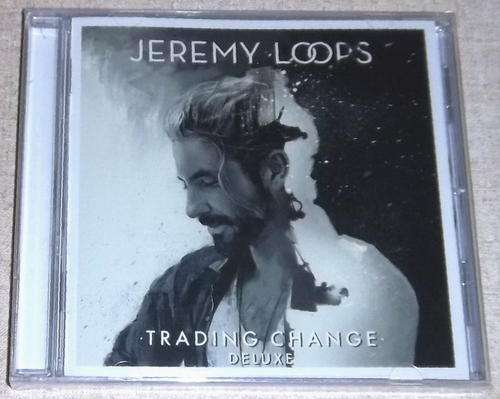 JEREMY LOOPS
·TRADING CHANGE·
DELUXE